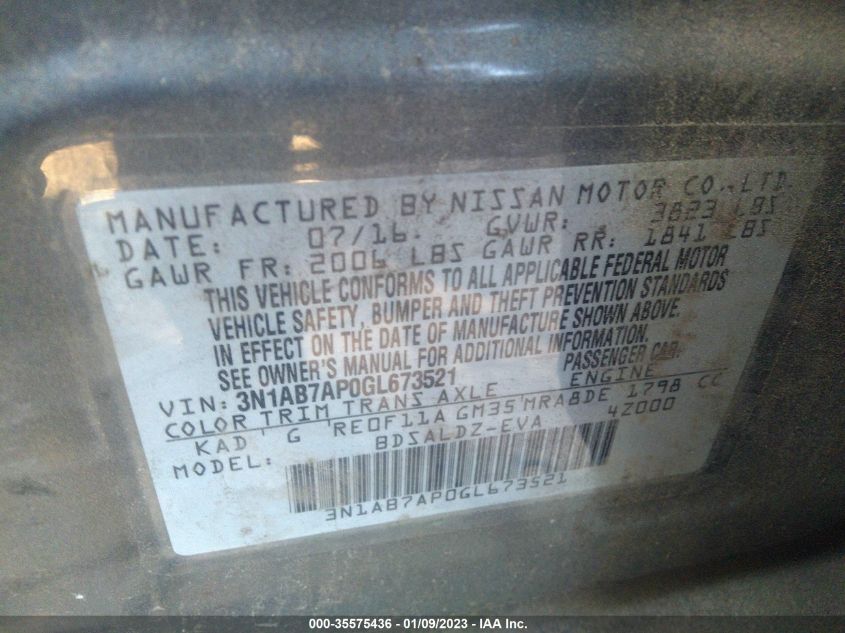 MANUFACTURED BY NISSAN MOTOR CO., LTD.
DATE: 07/16 GVWR: 3823 LBS
GAWR FR: 2006 LBS GAWR RR: 1841 LBS
THIS VEHICLE CONFORMS TO ALL APPLICABLE FEDERAL MOTOR
VEHICLE SAFETY, BUMPER AND THEFT PREVENTION STANDARDS
IN EFFECT ON THE DATE OF MANUFACTURE SHOWN ABOVE.
SEE OWNER'S MANUAL FOR ADDITIONAL INFORMATION.
VIN: 3N1AB7AP0GL673521 PASSENGER CAR
COLOR TRIM TRANS AXLE ENGINE
KAD G RE0F11A GM35 MRA8DE 1798 CC
MODEL: BDSALDZ-EVA 4Z000
3N1AB7AP0GL673521
000-35575436 - 01/09/2023 - IAA Inc.